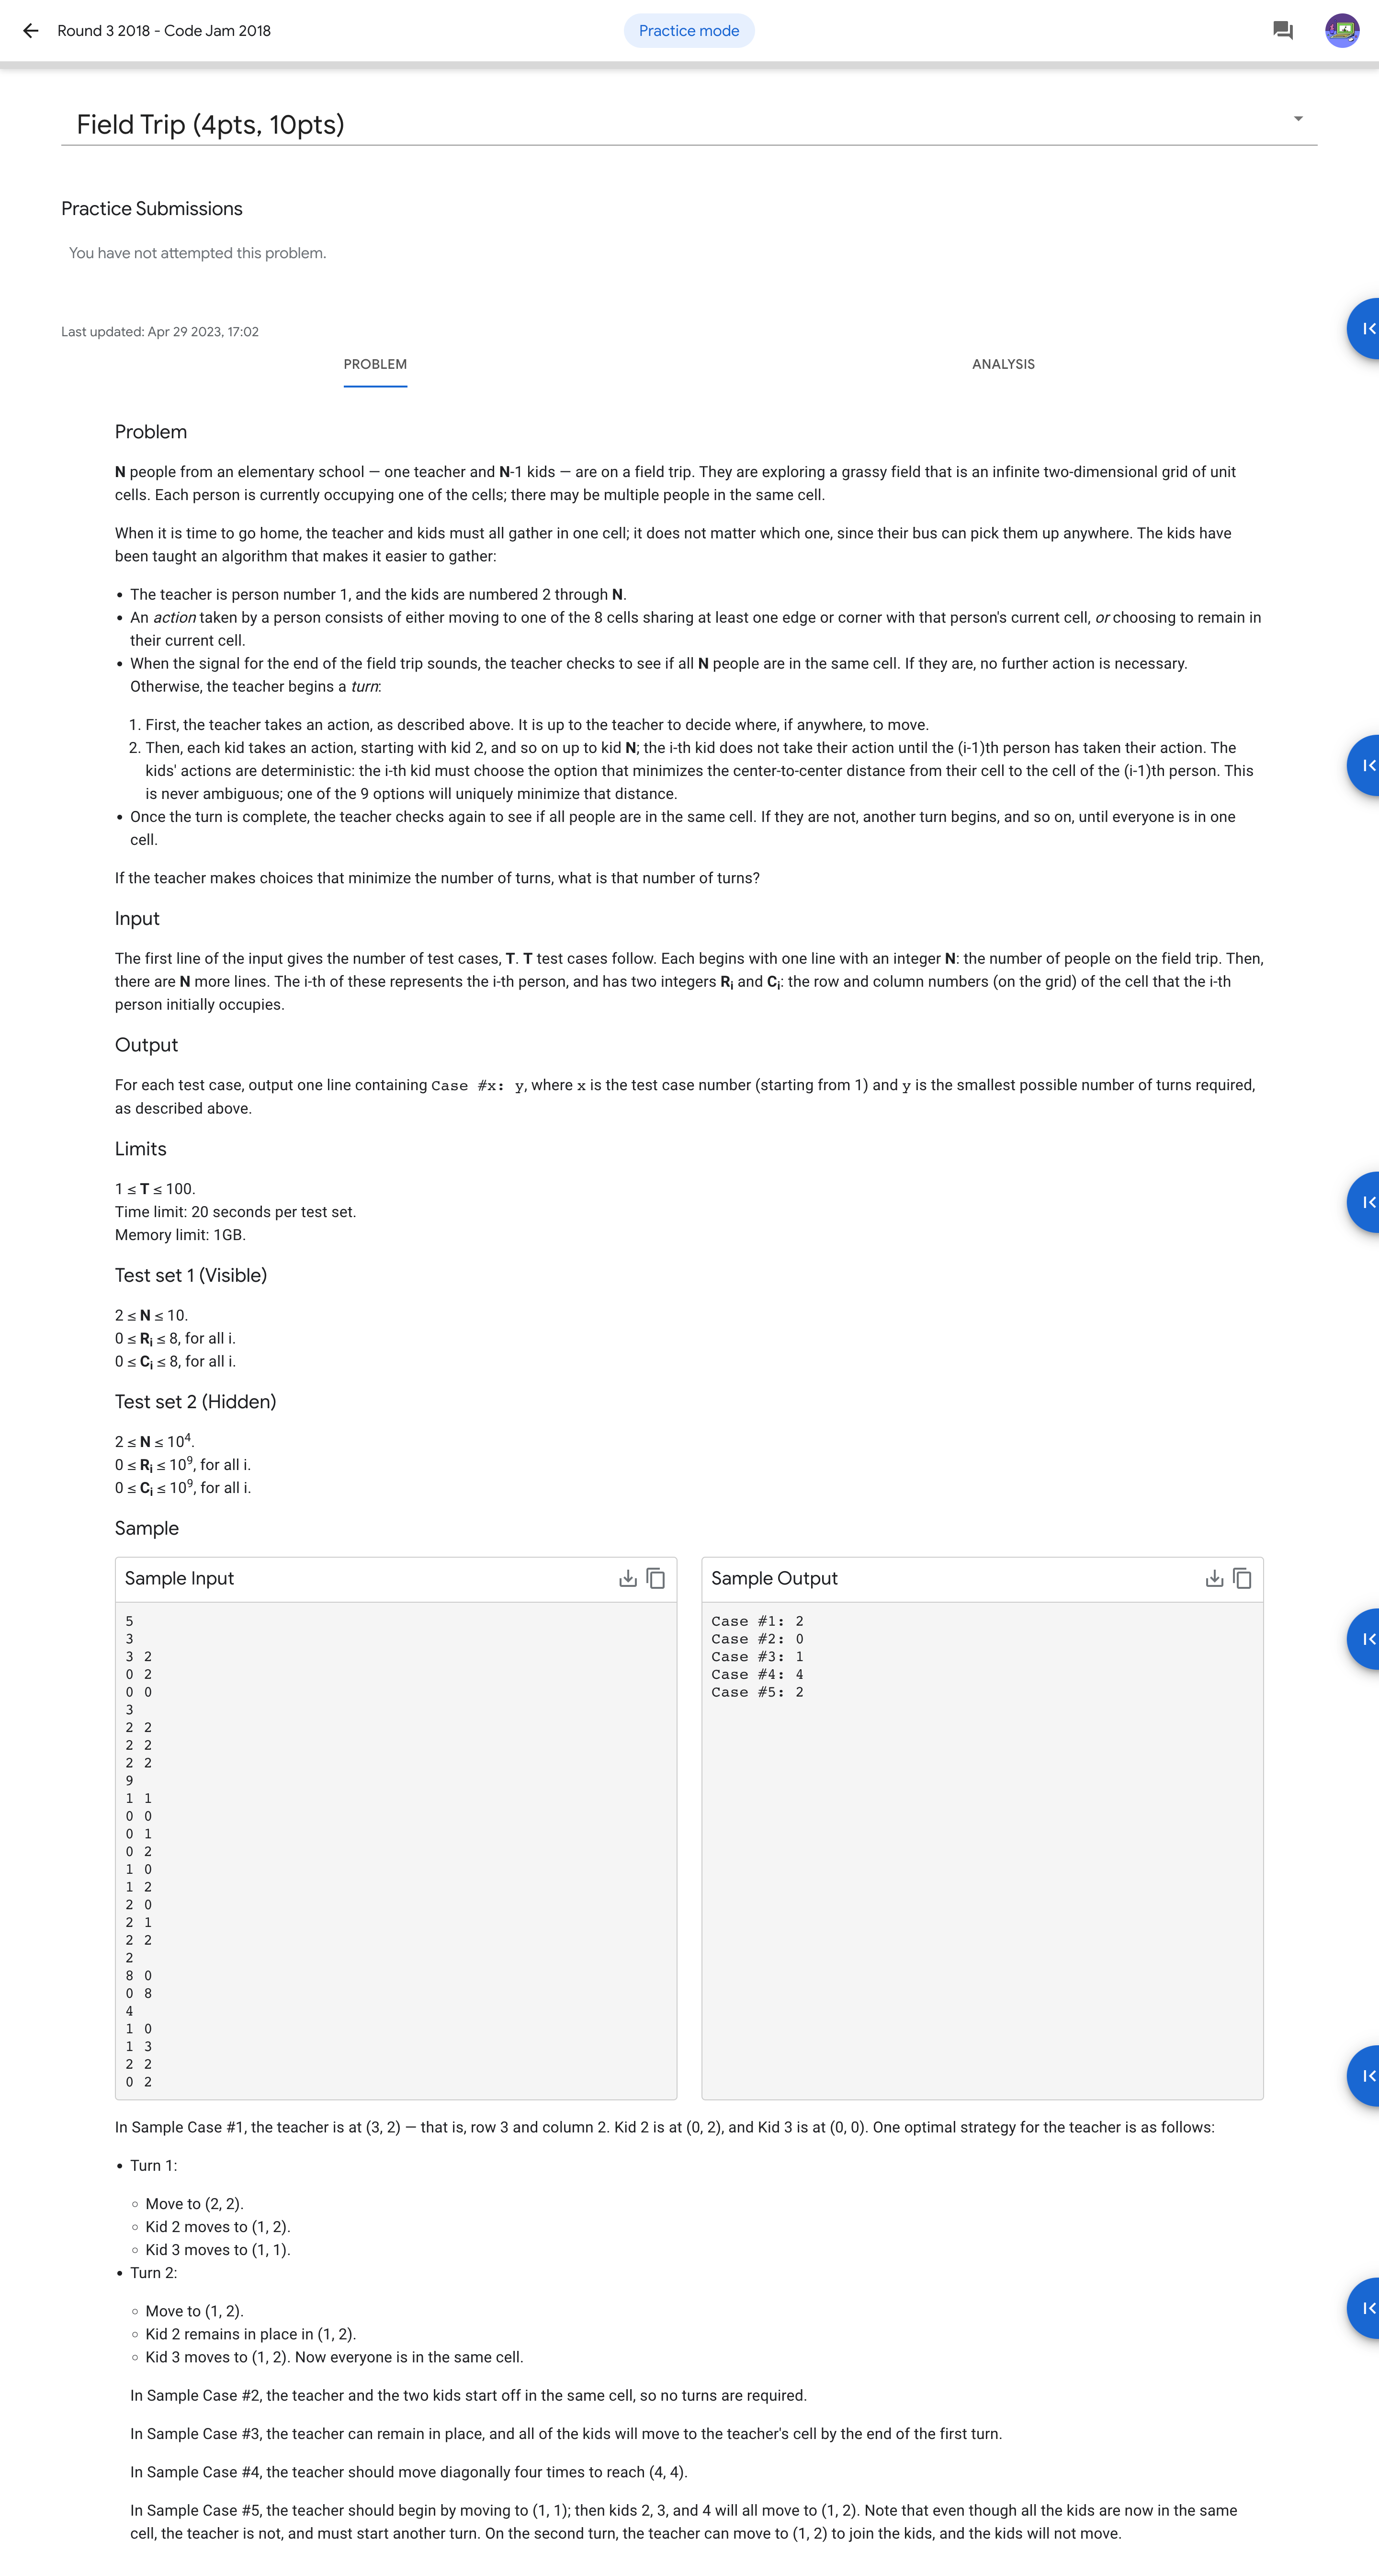 Round 3 2018 - Code Jam 2018
Practice mode
Field Trip (4pts, 10pts)
Practice Submissions
You have not attempted this problem.
Last updated: Apr 29 2023, 17:02
PROBLEM
ANALYSIS
Problem
N people from an elementary school — one teacher and N-1 kids — are on a field trip. They are exploring a grassy field that is an infinite two-dimensional grid of unit
cells. Each person is currently occupying one of the cells; there may be multiple people in the same cell.
When it is time to go home, the teacher and kids must all gather in one cell; it does not matter which one, since their bus can pick them up anywhere. The kids have
been taught an algorithm that makes it easier to gather:
• The teacher is person number 1, and the kids are numbered 2 through N.
• An action taken by a person consists of either moving to one of the 8 cells sharing at least one edge or corner with that person's current cell, or choosing to remain in
their current cell.
• When the signal for the end of the field trip sounds, the teacher checks to see if all N people are in the same cell. If they are, no further action is necessary.
Otherwise, the teacher begins a turn:
1. First, the teacher takes an action, as described above. It is up to the teacher to decide where, if anywhere, to move.
2. Then, each kid takes an action, starting with kid 2, and so on up to kid N; the i-th kid does not take their action until the (i-1)th person has taken their action. The
kids' actions are deterministic: the i-th kid must choose the option that minimizes the center-to-center distance from their cell to the cell of the (i-1)th person. This
is never ambiguous; one of the 9 options will uniquely minimize that distance.
• Once the turn is complete, the teacher checks again to see if all people are in the same cell. If they are not, another turn begins, and so on, until everyone is in one
cell.
If the teacher makes choices that minimize the number of turns, what is that number of turns?
Input
The first line of the input gives the number of test cases, T. T test cases follow. Each begins with one line with an integer N: the number of people on the field trip. Then,
there are N more lines. The i-th of these represents the i-th person, and has two integers Ri and Ci: the row and column numbers (on the grid) of the cell that the i-th
person initially occupies.
Output
For each test case, output one line containing Case #x: y, where x is the test case number (starting from 1) and y is the smallest possible number of turns required,
as described above.
Limits
1 ≤ T ≤ 100.
Time limit: 20 seconds per test set.
Memory limit: 1GB.
Test set 1 (Visible)
2 ≤ N ≤ 10.
0 ≤ Ri ≤ 8, for all i.
0 ≤ Ci ≤ 8, for all i.
Test set 2 (Hidden)
2 ≤ N ≤ 10^4.
0 ≤ Ri ≤ 10^9, for all i.
0 ≤ Ci ≤ 10^9, for all i.
Sample
Sample Input
5
3
3 2
0 2
0 0
3
2 2
2 2
2 2
9
1 1
0 0
0 1
0 2
1 0
1 2
2 0
2 1
2 2
2
8 0
0 8
4
1 0
1 3
2 2
0 2
Sample Output
Case #1: 2
Case #2: 0
Case #3: 1
Case #4: 4
Case #5: 2
In Sample Case #1, the teacher is at (3, 2) — that is, row 3 and column 2. Kid 2 is at (0, 2), and Kid 3 is at (0, 0). One optimal strategy for the teacher is as follows:
• Turn 1:
○ Move to (2, 2).
○ Kid 2 moves to (1, 2).
○ Kid 3 moves to (1, 1).
• Turn 2:
○ Move to (1, 2).
○ Kid 2 remains in place in (1, 2).
○ Kid 3 moves to (1, 2). Now everyone is in the same cell.
In Sample Case #2, the teacher and the two kids start off in the same cell, so no turns are required.
In Sample Case #3, the teacher can remain in place, and all of the kids will move to the teacher's cell by the end of the first turn.
In Sample Case #4, the teacher should move diagonally four times to reach (4, 4).
In Sample Case #5, the teacher should begin by moving to (1, 1); then kids 2, 3, and 4 will all move to (1, 2). Note that even though all the kids are now in the same
cell, the teacher is not, and must start another turn. On the second turn, the teacher can move to (1, 2) to join the kids, and the kids will not move.